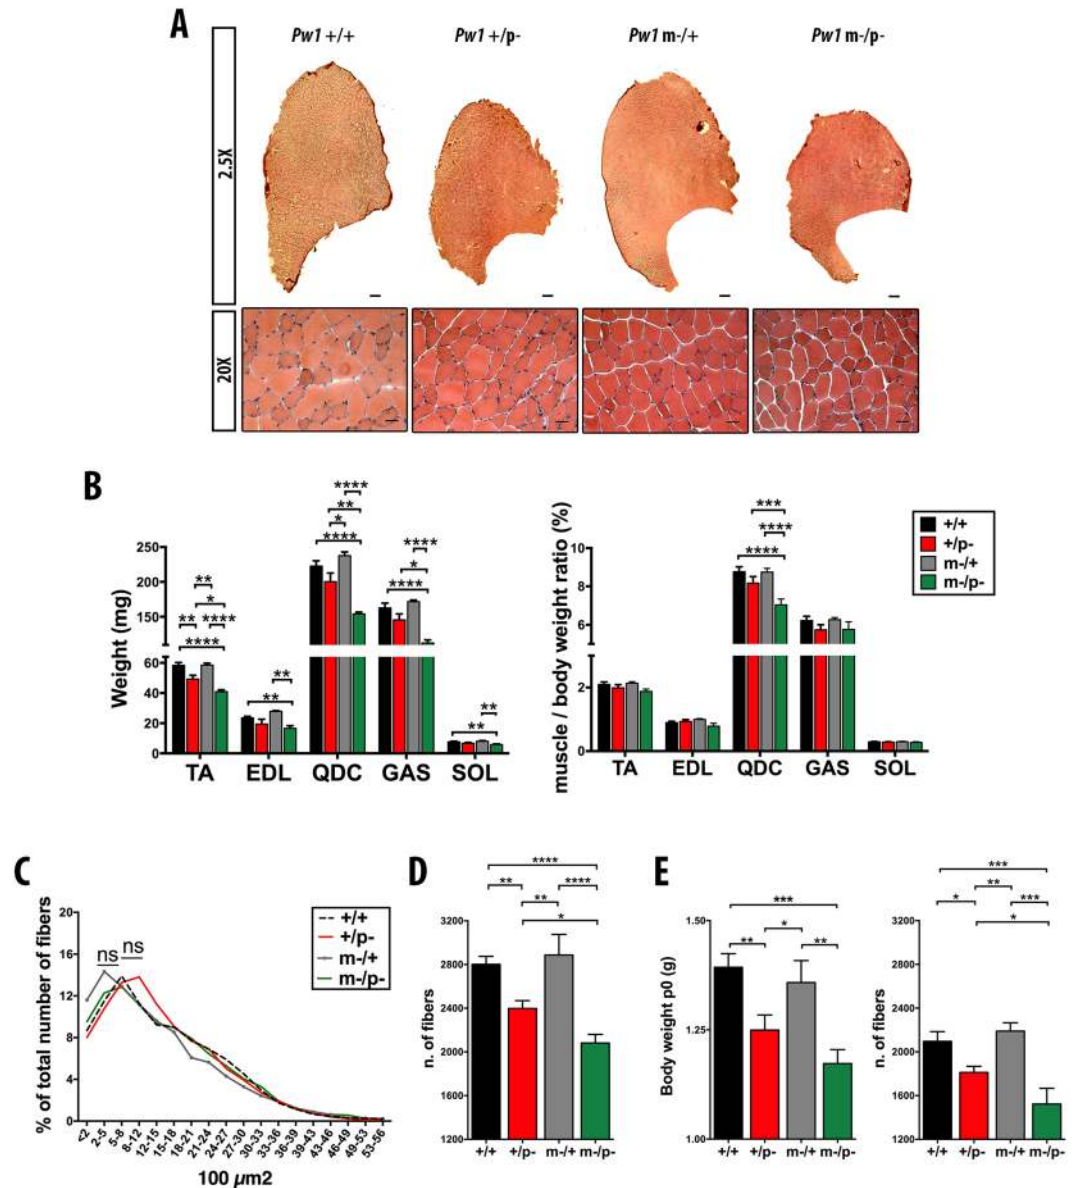 A
Pw1 +/+ Pw1 +/p- Pw1 m-/+ Pw1 m-/p-
2.5X
20X
B
**** ** * ****
**** * ****
** * ** **** ****
** **
** **
Weight (mg)
250
200
150
60
40
20
0
TA EDL QDC GAS SOL
*** **** ****
muscle / body weight ratio (%)
10
8
6
2
0
TA EDL QDC GAS SOL
+/+
+/p-
m-/+
m-/p-
C
% of total number of fibers
20
16
12
8
4
0
ns ns
+/+
+/p-
m-/+
m-/p-
<2 2-5 5-8 8-12 12-15 15-18 18-21 21-24 24-27 27-30 30-33 33-36 36-39 39-43 43-46 46-49 49-53 53-56
100 µm2
D
****
** ****
**
*
n. of fibers
3200
2800
2400
2000
1600
1200
+/+ +/p- m-/+ m-/p-
E
***
*
** **
Body weight p0 (g)
1.50
1.25
1.00
+/+ +/p- m-/+ m-/p-
***
**
* ***
*
n. of fibers
3200
2800
2400
2000
1600
1200
+/+ +/p- m-/+ m-/p-